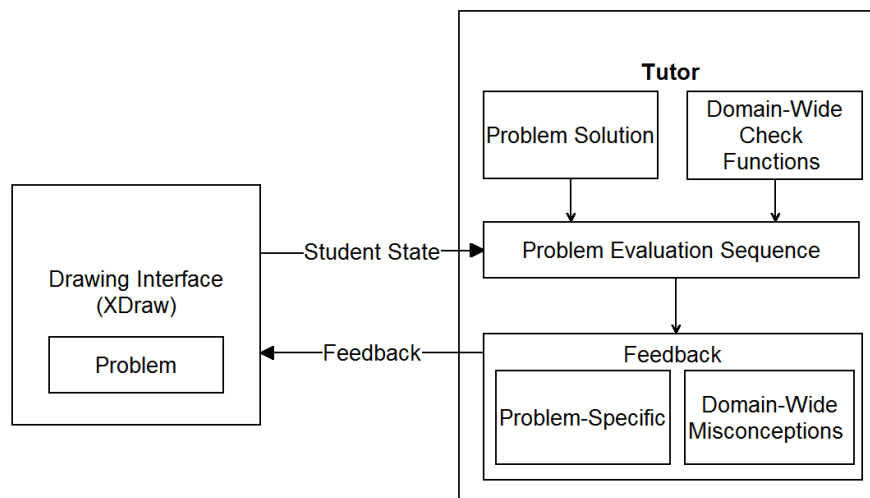 Tutor
Problem Solution
Domain-Wide
Check
Functions
Problem Evaluation Sequence
Student State
Drawing Interface
(XDraw)
Problem
Feedback
Feedback
Problem-Specific
Domain-Wide
Misconceptions